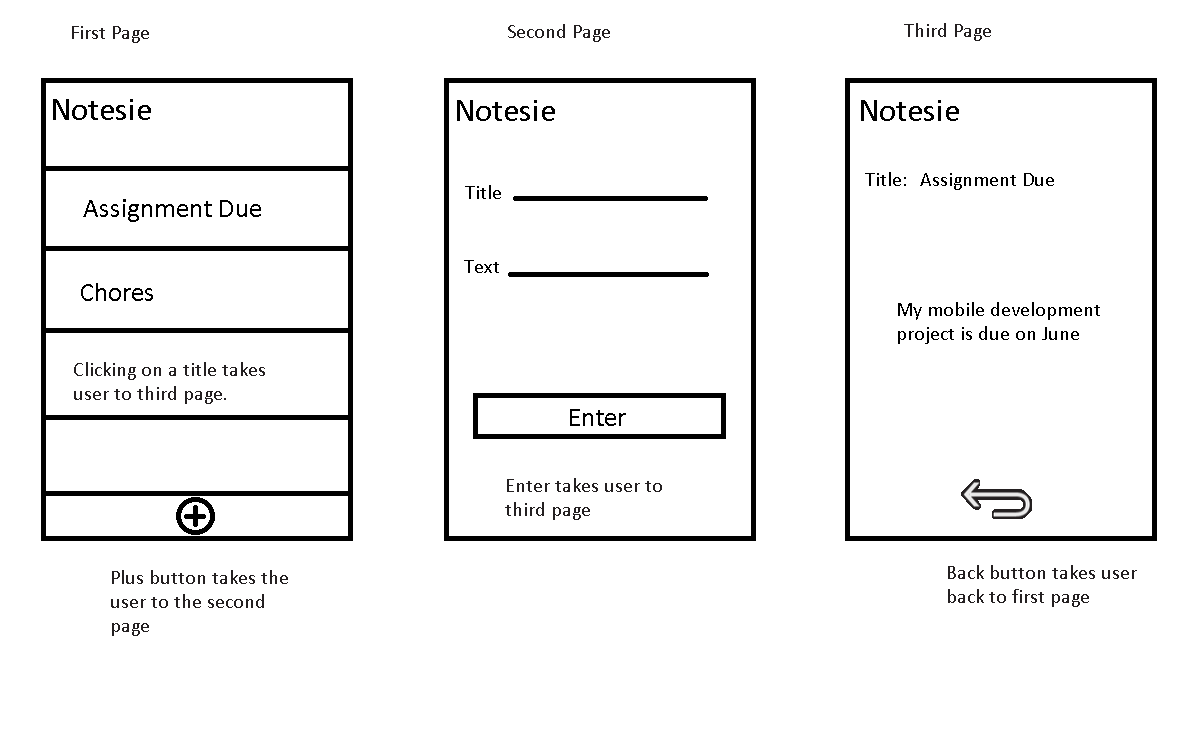 First Page
Notesie
Assignment Due
Chores
Clicking on a title takes
user to third page.
Plus button takes the
user to the second
page
Second Page
Notesie
Title
Text
Enter
Enter takes user to
third page
Third Page
Notesie
Title: Assignment Due
My mobile development
project is due on June
Back button takes user
back to first page